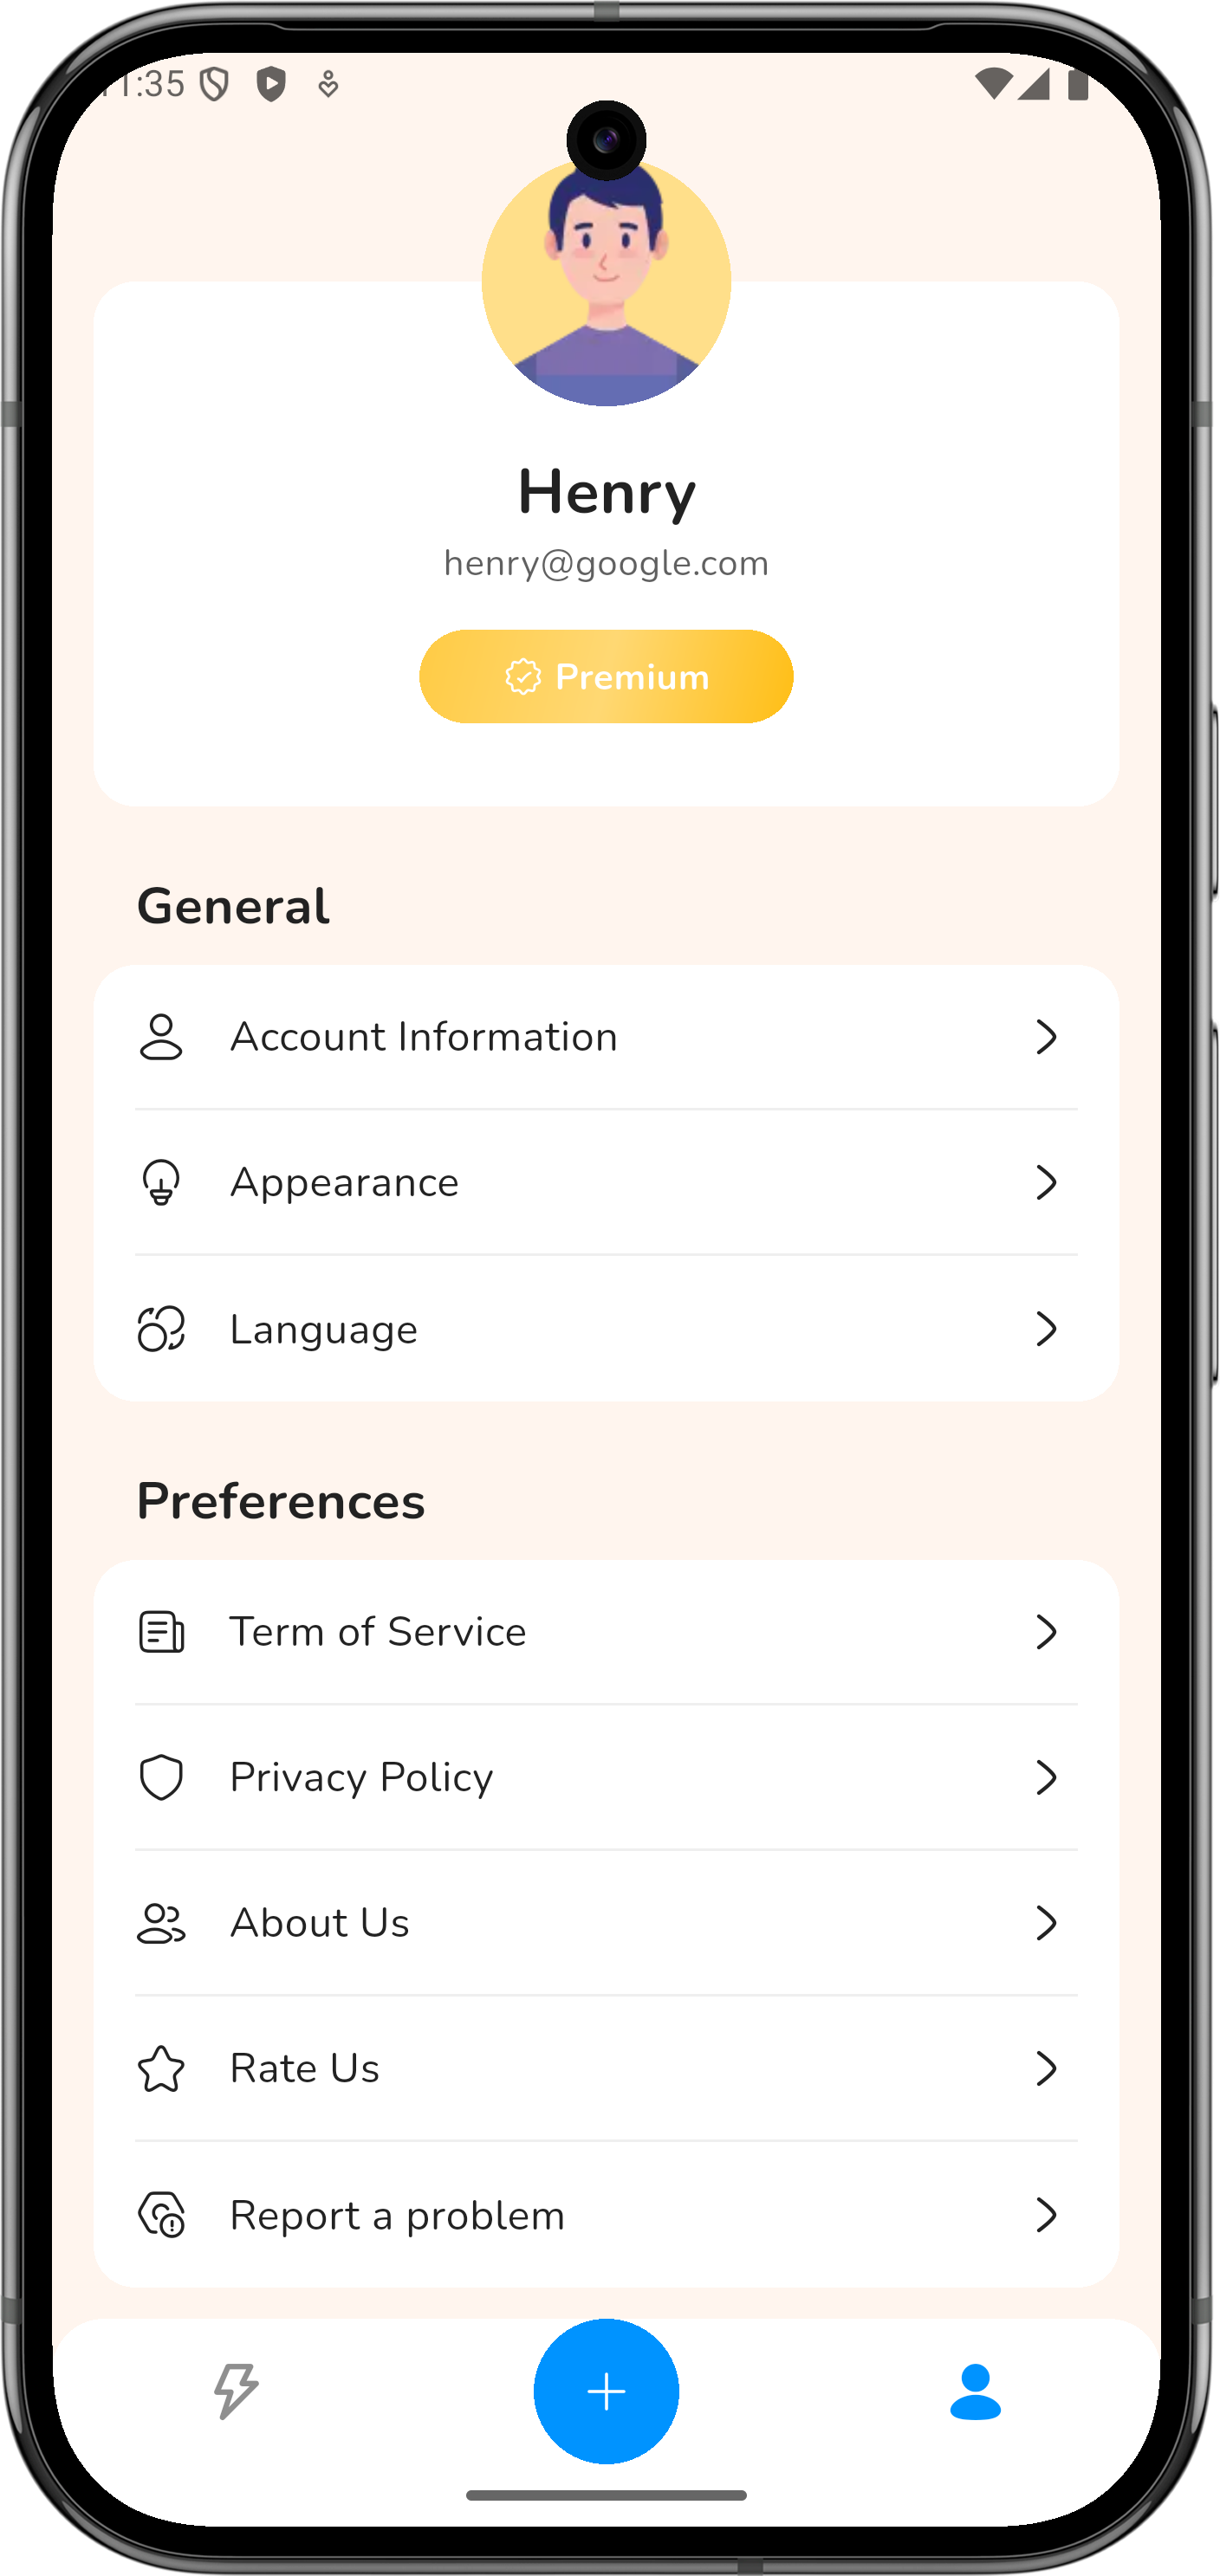 11:35
Henry
henry@google.com
Premium
General
Account Information
Appearance
Language
Preferences
Term of Service
Privacy Policy
About Us
Rate Us
Report a problem